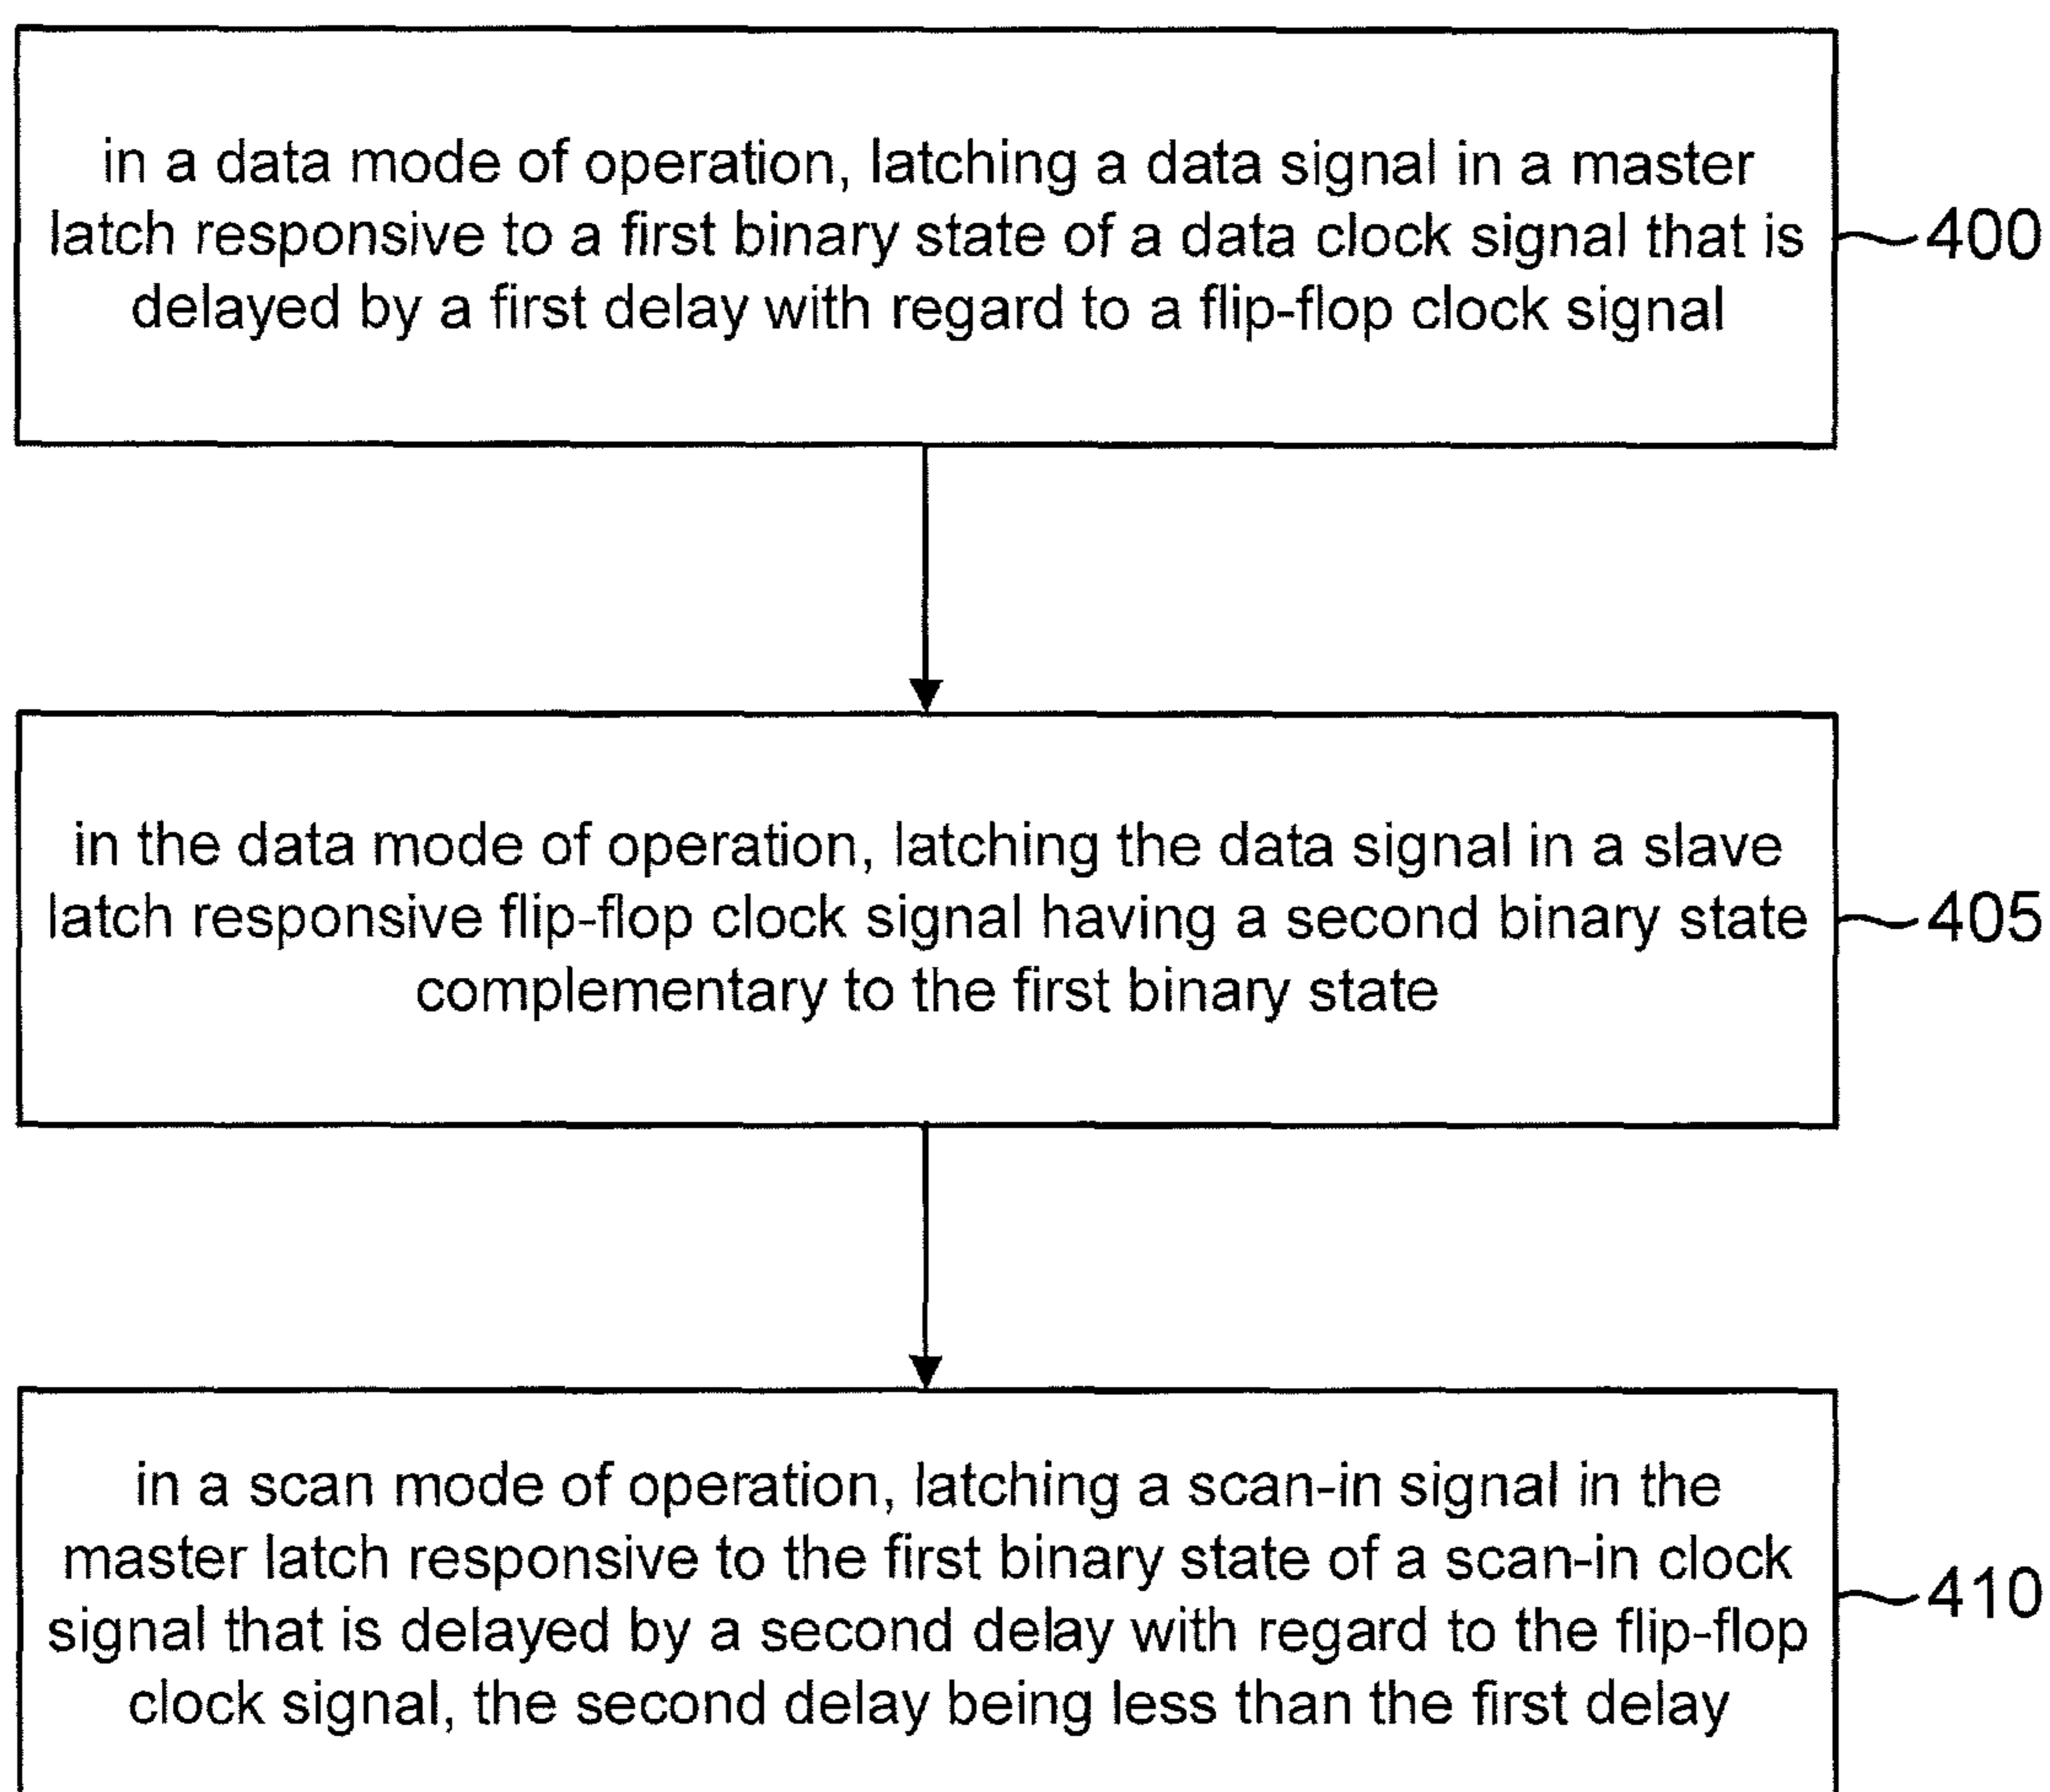 in a data mode of operation, latching a data signal in a master
latch responsive to a first binary state of a data clock signal that is
delayed by a first delay with regard to a flip-flop clock signal
400
in the data mode of operation, latching the data signal in a slave
latch responsive flip-flop clock signal having a second binary state
complementary to the first binary state
405
in a scan mode of operation, latching a scan-in signal in the
master latch responsive to the first binary state of a scan-in clock
signal that is delayed by a second delay with regard to the flip-flop
clock signal, the second delay being less than the first delay
410